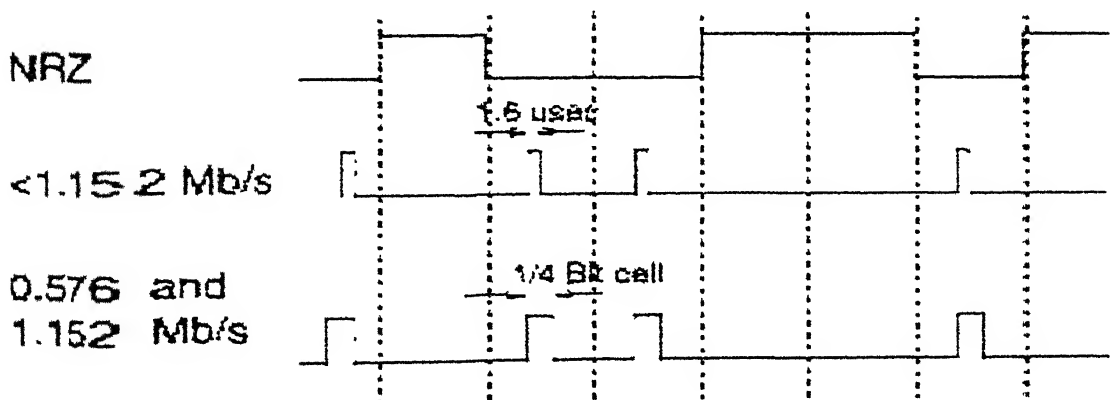 NRZ
1.6 usec
<1.15 2 Mb/s
1/4 Bit cell
0.576 and
1.152 Mb/s